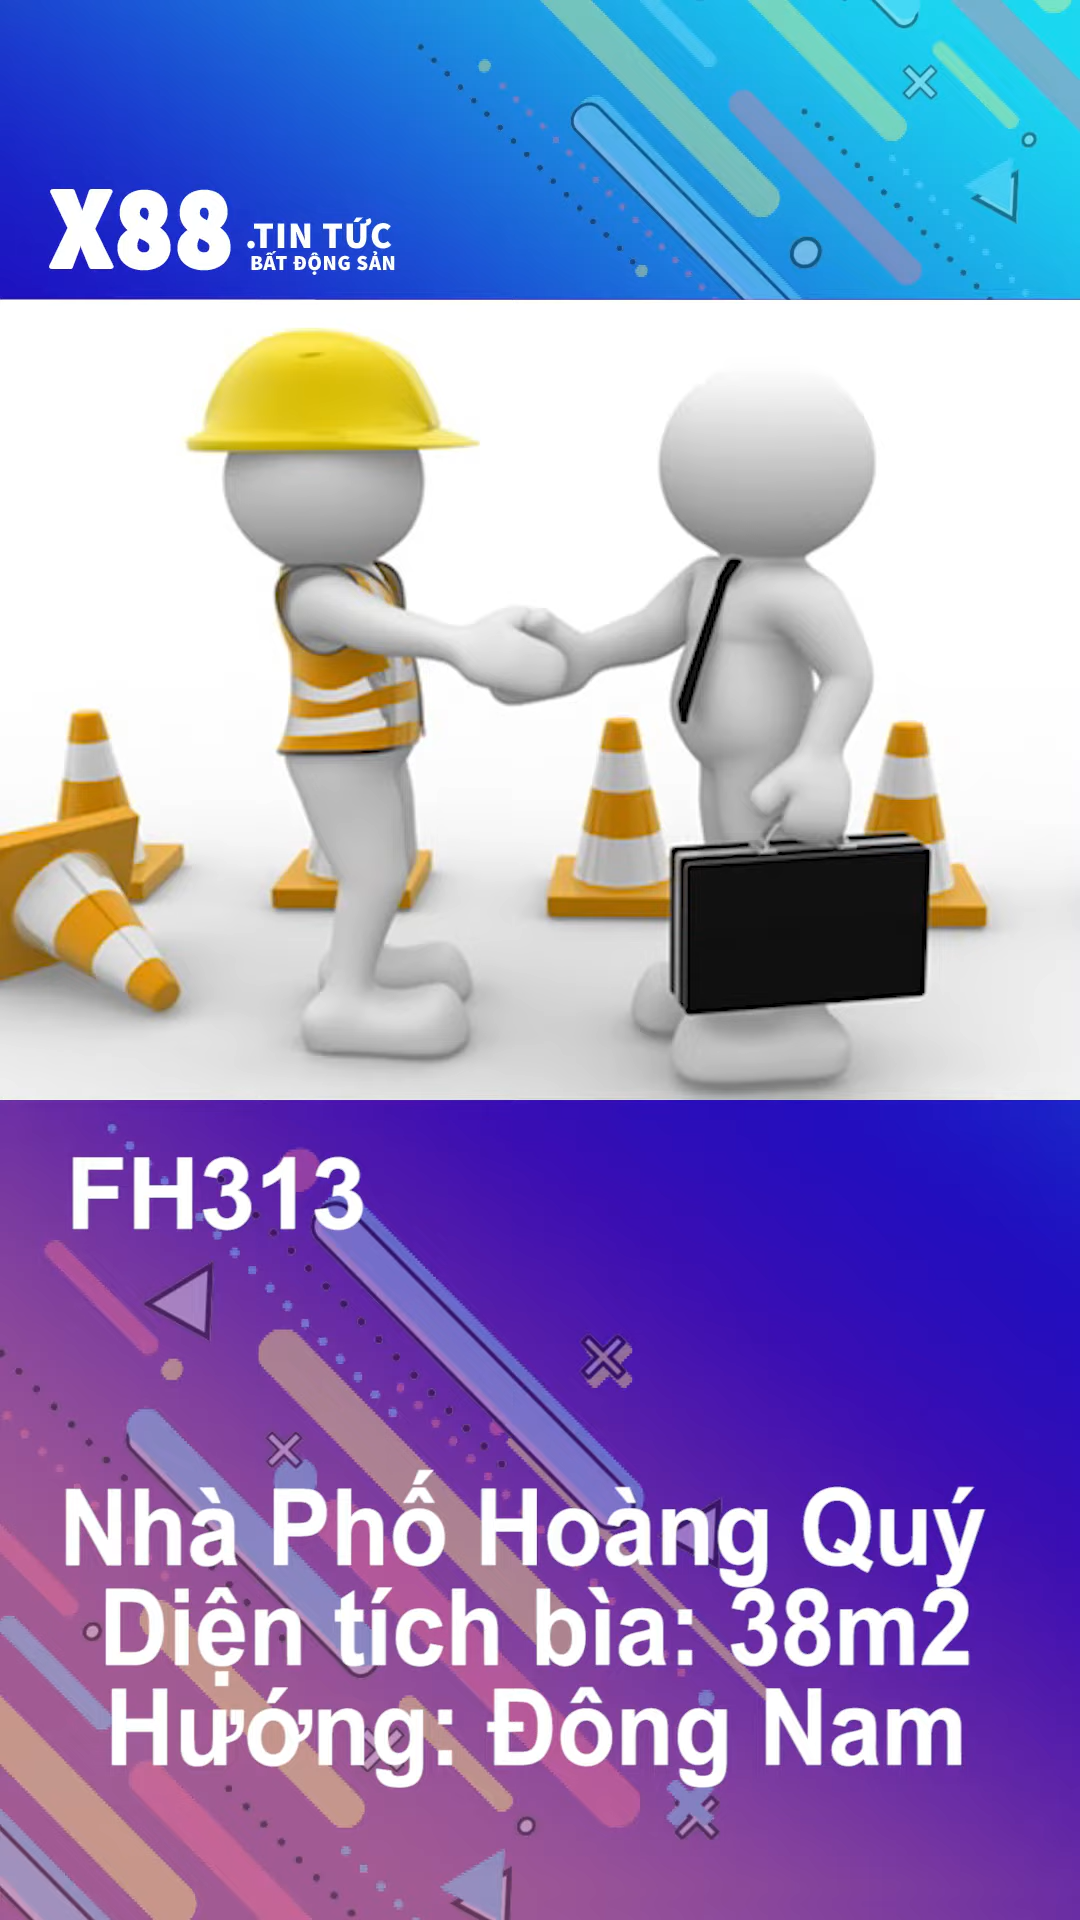 X88 .TIN TỨC
BẤT ĐỘNG SẢN
FH313
Nhà Phố Hoàng Quý
Diện tích bìa: 38m2
Hướng: Đông Nam